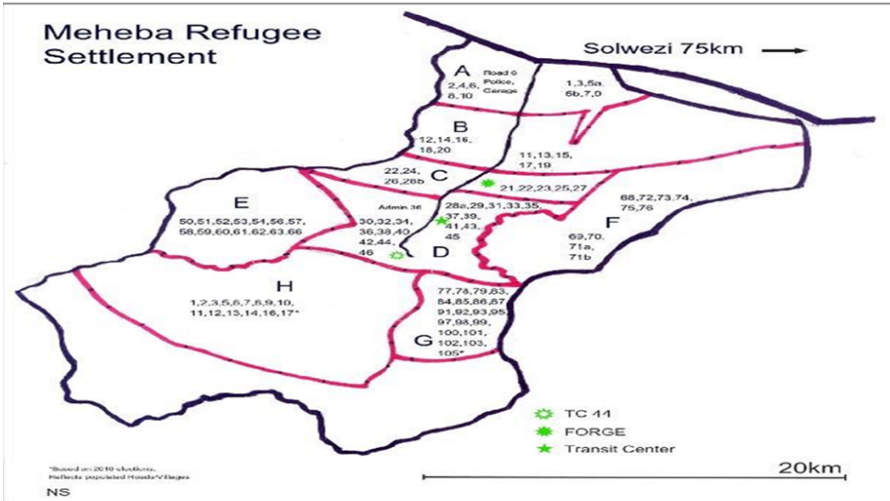 Meheba Refugee
Settlement
Solwezi 75km
A
Road 6
Police,
Garage
2,4,6,
8,10
1,3,5a,
6b,7,9
B
12,14,16,
18,20
11,13,15,
17,19
C
22,24,
26,28b
21,22,23,25,27
E
50,51,52,53,54,56,57,
58,59,60,61,62,63,66
Admin 36
30,32,34,
36,38,40
42,44,
46
28a,29,31,33,35,
37,39,
41,43,
45
D
68,72,73,74,
75,76
F
69,70,
71a,
71b
H
1,2,3,5,6,7,8,9,10,
11,12,13,14,16,17*
77,78,79,83,
84,85,86,87
91,92,93,95,
97,98,99,
100,101,
102,103,
105*
G
TC 44
FORGE
Transit Center
20km
*Based on 2010 elections,
Reflects populated Roads/Villages
NS